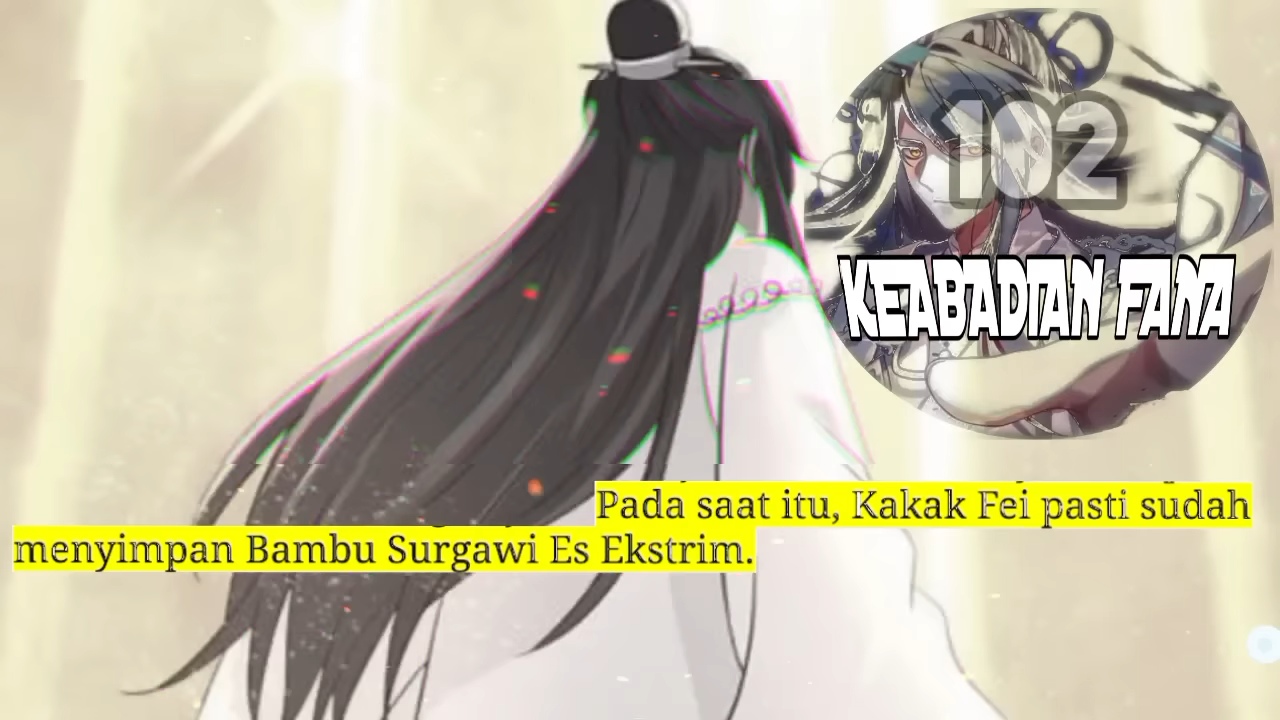 102
KEABADIAN FANA
Pada saat itu, Kakak Fei pasti sudah
menyimpan Bambu Surgawi Es Ekstrim.